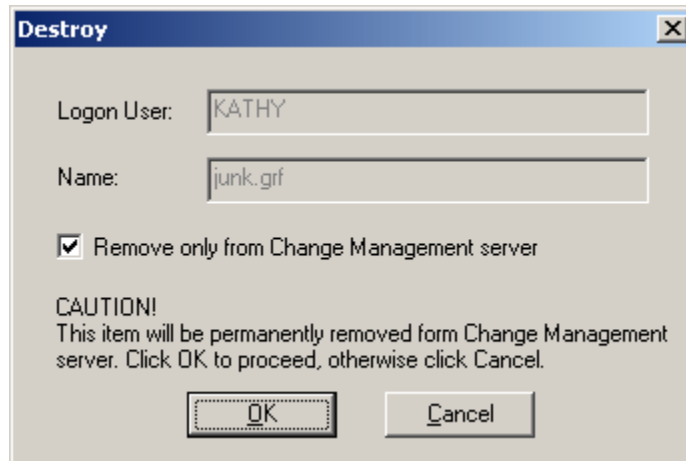 Destroy
Logon User: KATHY
Name: junk.grf
Remove only from Change Management server
CAUTION!
This item will be permanently removed form Change Management
server. Click OK to proceed, otherwise click Cancel.
OK Cancel